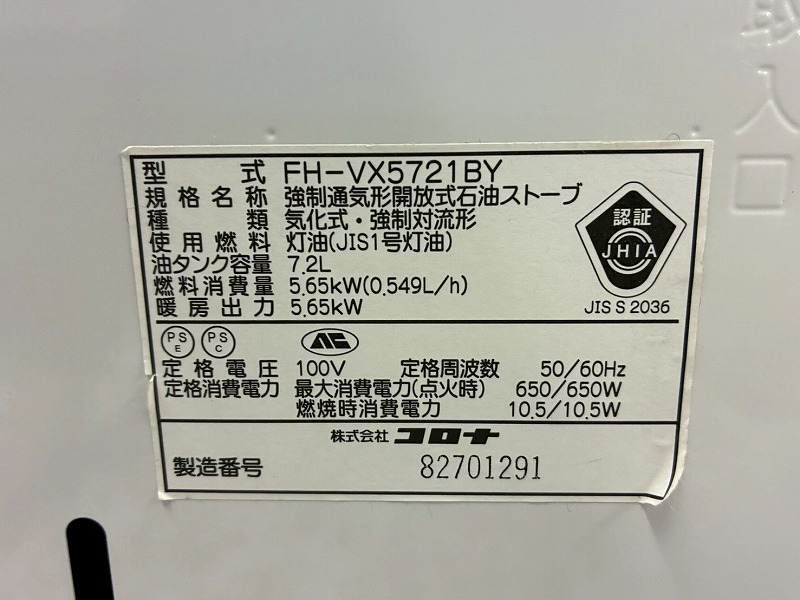 取入口
型式 FH-VX5721BY
規格名称 強制通気形開放式石油ストーブ
種類 気化式・強制対流形
使用燃料 灯油(JIS1号灯油)
油タンク容量 7.2L
燃料消費量 5.65kW(0.549L/h)
暖房出力 5.65kW
認証
JHIA
JIS S 2036
PS E PS C
定格電圧 100V 定格周波数 50/60Hz
定格消費電力 最大消費電力(点火時) 650/650W
燃焼時消費電力 10.5/10.5W
株式会社 コロナ
製造番号 82701291